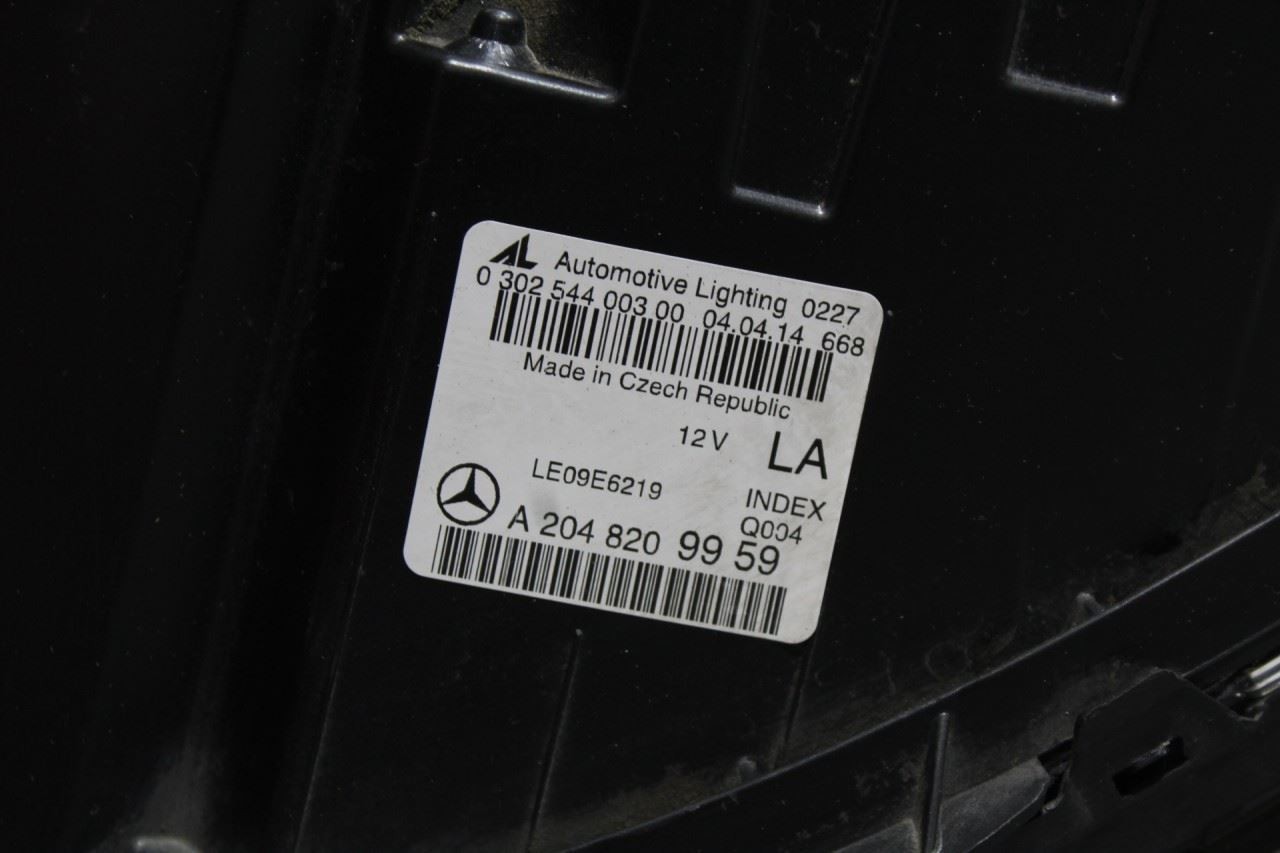 AL Automotive Lighting 0227
0 302 544 003 00 04.04.14 668
Made in Czech Republic
12V LA
LE09E6219 INDEX
Q004
A 204 820 99 59